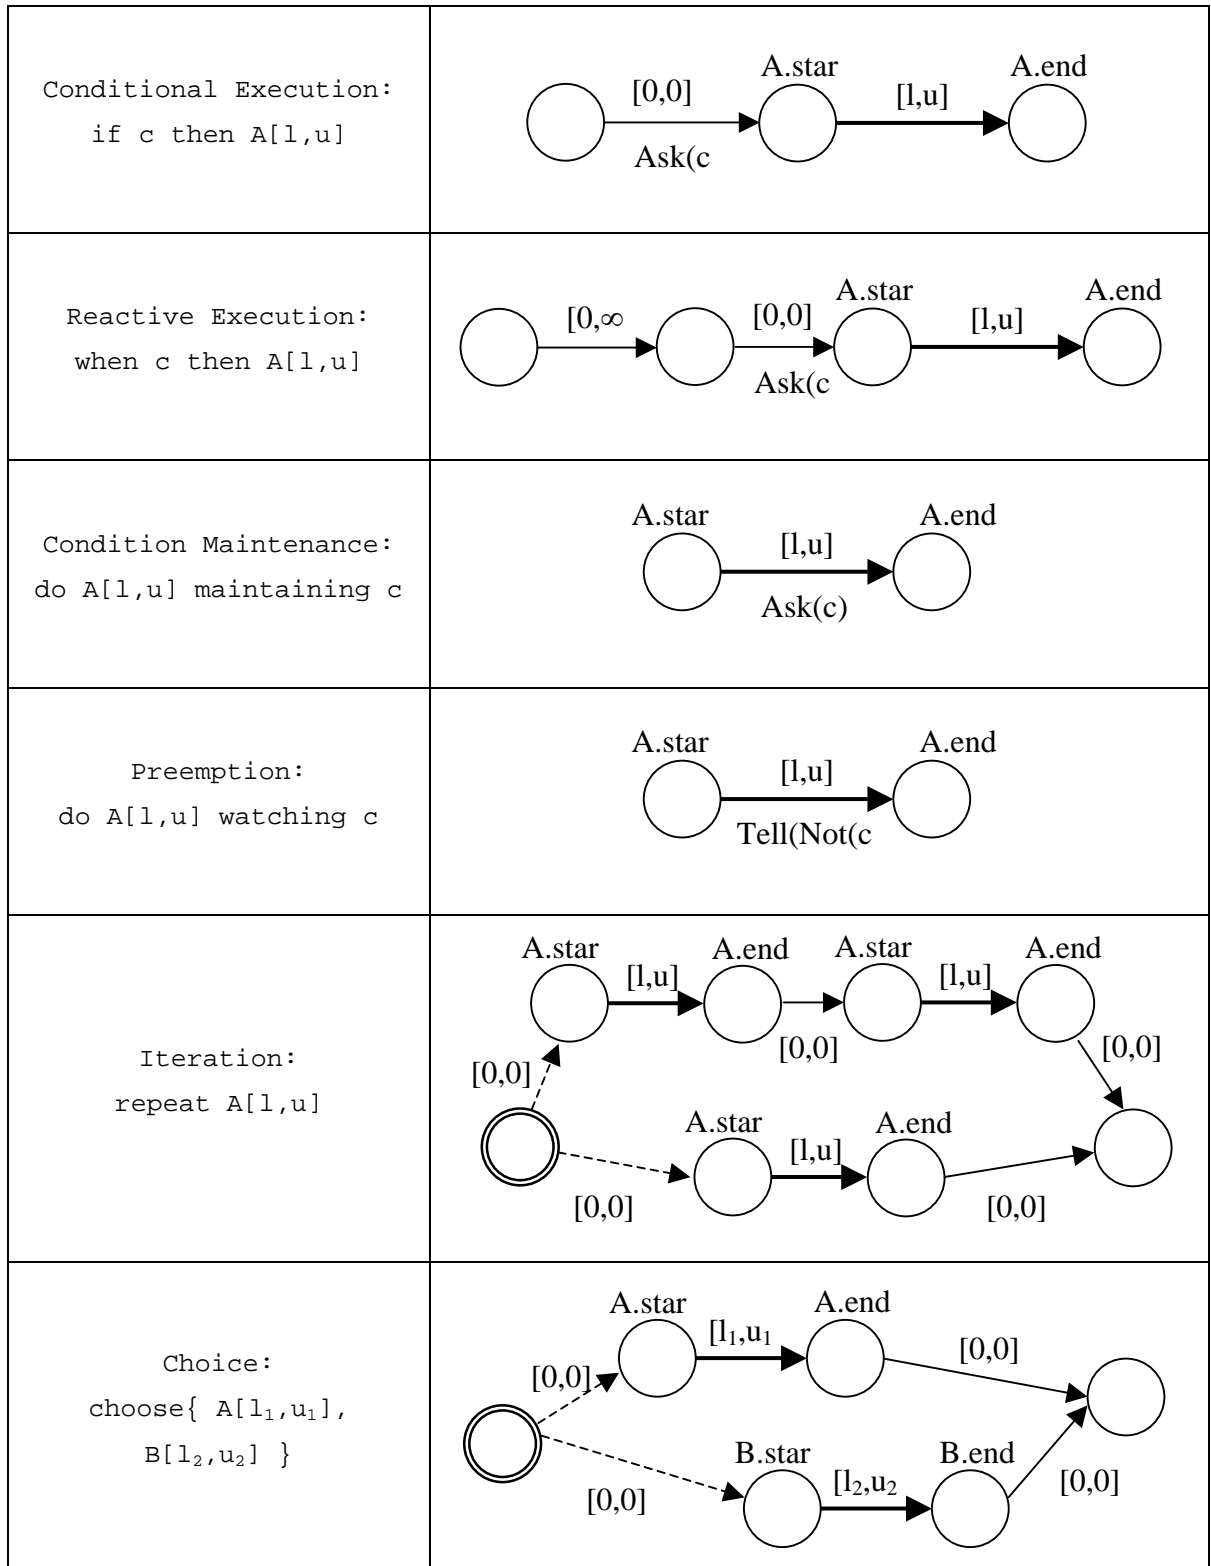 Conditional Execution:
if c then A[l,u]
[0,0]
A.star
[l,u]
A.end
Ask(c
Reactive Execution:
when c then A[l,u]
[0,∞
[0,0]
A.star
[l,u]
A.end
Ask(c
Condition Maintenance:
do A[l,u] maintaining c
A.star
[l,u]
A.end
Ask(c)
Preemption:
do A[l,u] watching c
A.star
[l,u]
A.end
Tell(Not(c
Iteration:
repeat A[l,u]
A.star
[l,u]
A.end
A.star
[l,u]
A.end
[0,0]
[0,0]
[0,0]
A.star
[l,u]
A.end
[0,0]
[0,0]
Choice:
choose{ A[l₁,u₁],
B[l₂,u₂] }
A.star
[l₁,u₁
A.end
[0,0]
[0,0]
B.star
[l₂,u₂
B.end
[0,0]
[0,0]